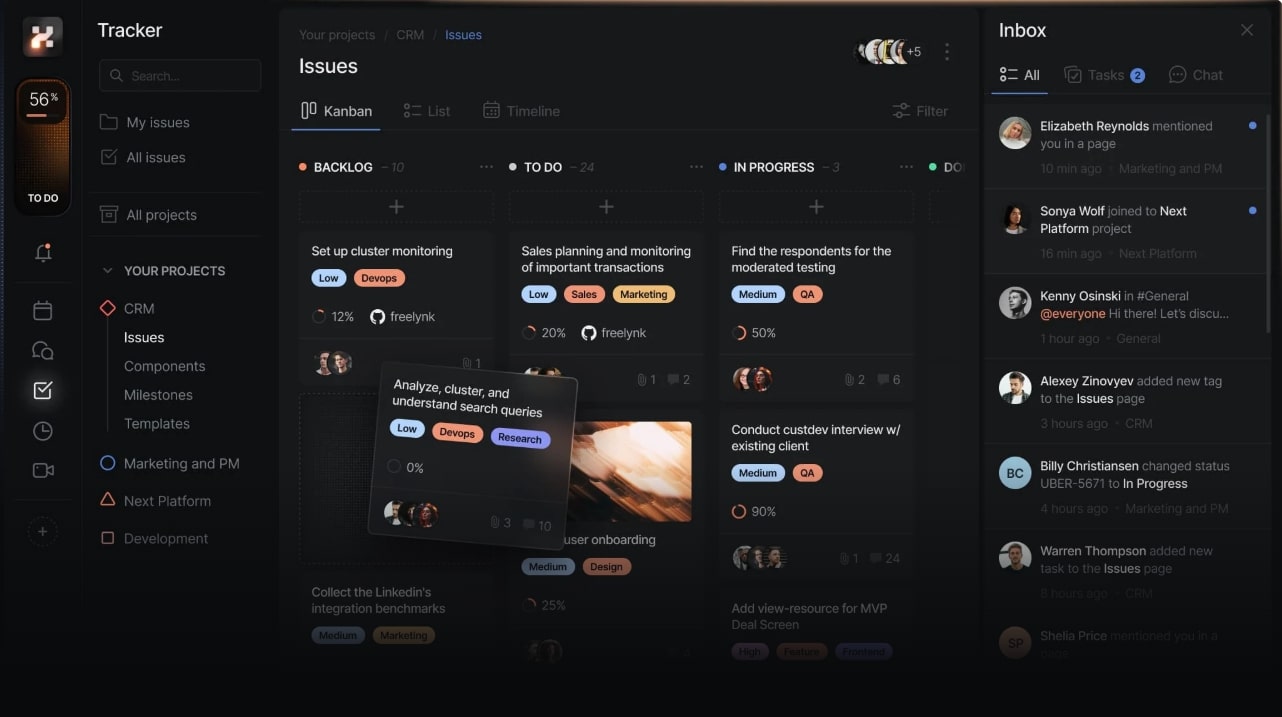 56%
TO DO
Tracker
Search...
My issues
All issues
All projects
YOUR PROJECTS
CRM
Issues
Components
Milestones
Templates
Marketing and PM
Next Platform
Development
Your projects / CRM / Issues
Issues
+5
Kanban
List
Timeline
Filter
BACKLOG – 10
Set up cluster monitoring
Low
Devops
12%
freelynk
1
Analyze, cluster, and
understand search queries
Low
Devops
Research
0%
3
10
Collect the Linkedin's
integration benchmarks
Medium
Marketing
TO DO – 24
Sales planning and monitoring
of important transactions
Low
Sales
Marketing
20%
freelynk
1
2
user onboarding
Medium
Design
25%
IN PROGRESS – 3
Find the respondents for the
moderated testing
Medium
QA
50%
2
6
Conduct custdev interview w/
existing client
Medium
QA
90%
1
24
Add view-resource for MVP
Deal Screen
High
Feature
Frontend
DO
Inbox
All
Tasks 2
Chat
Elizabeth Reynolds mentioned
you in a page
10 min ago · Marketing and PM
Sonya Wolf joined to Next
Platform project
16 min ago · Next Platform
Kenny Osinski in #General
@everyone Hi there! Let's discu...
1 hour ago · General
Alexey Zinovyev added new tag
to the Issues page
3 hours ago · CRM
BC
Billy Christiansen changed status
UBER-5671 to In Progress
4 hours ago · Marketing and PM
Warren Thompson added new
task to the Issues page
8 hours ago · CRM
SP
Shelia Price mentioned you in a
page